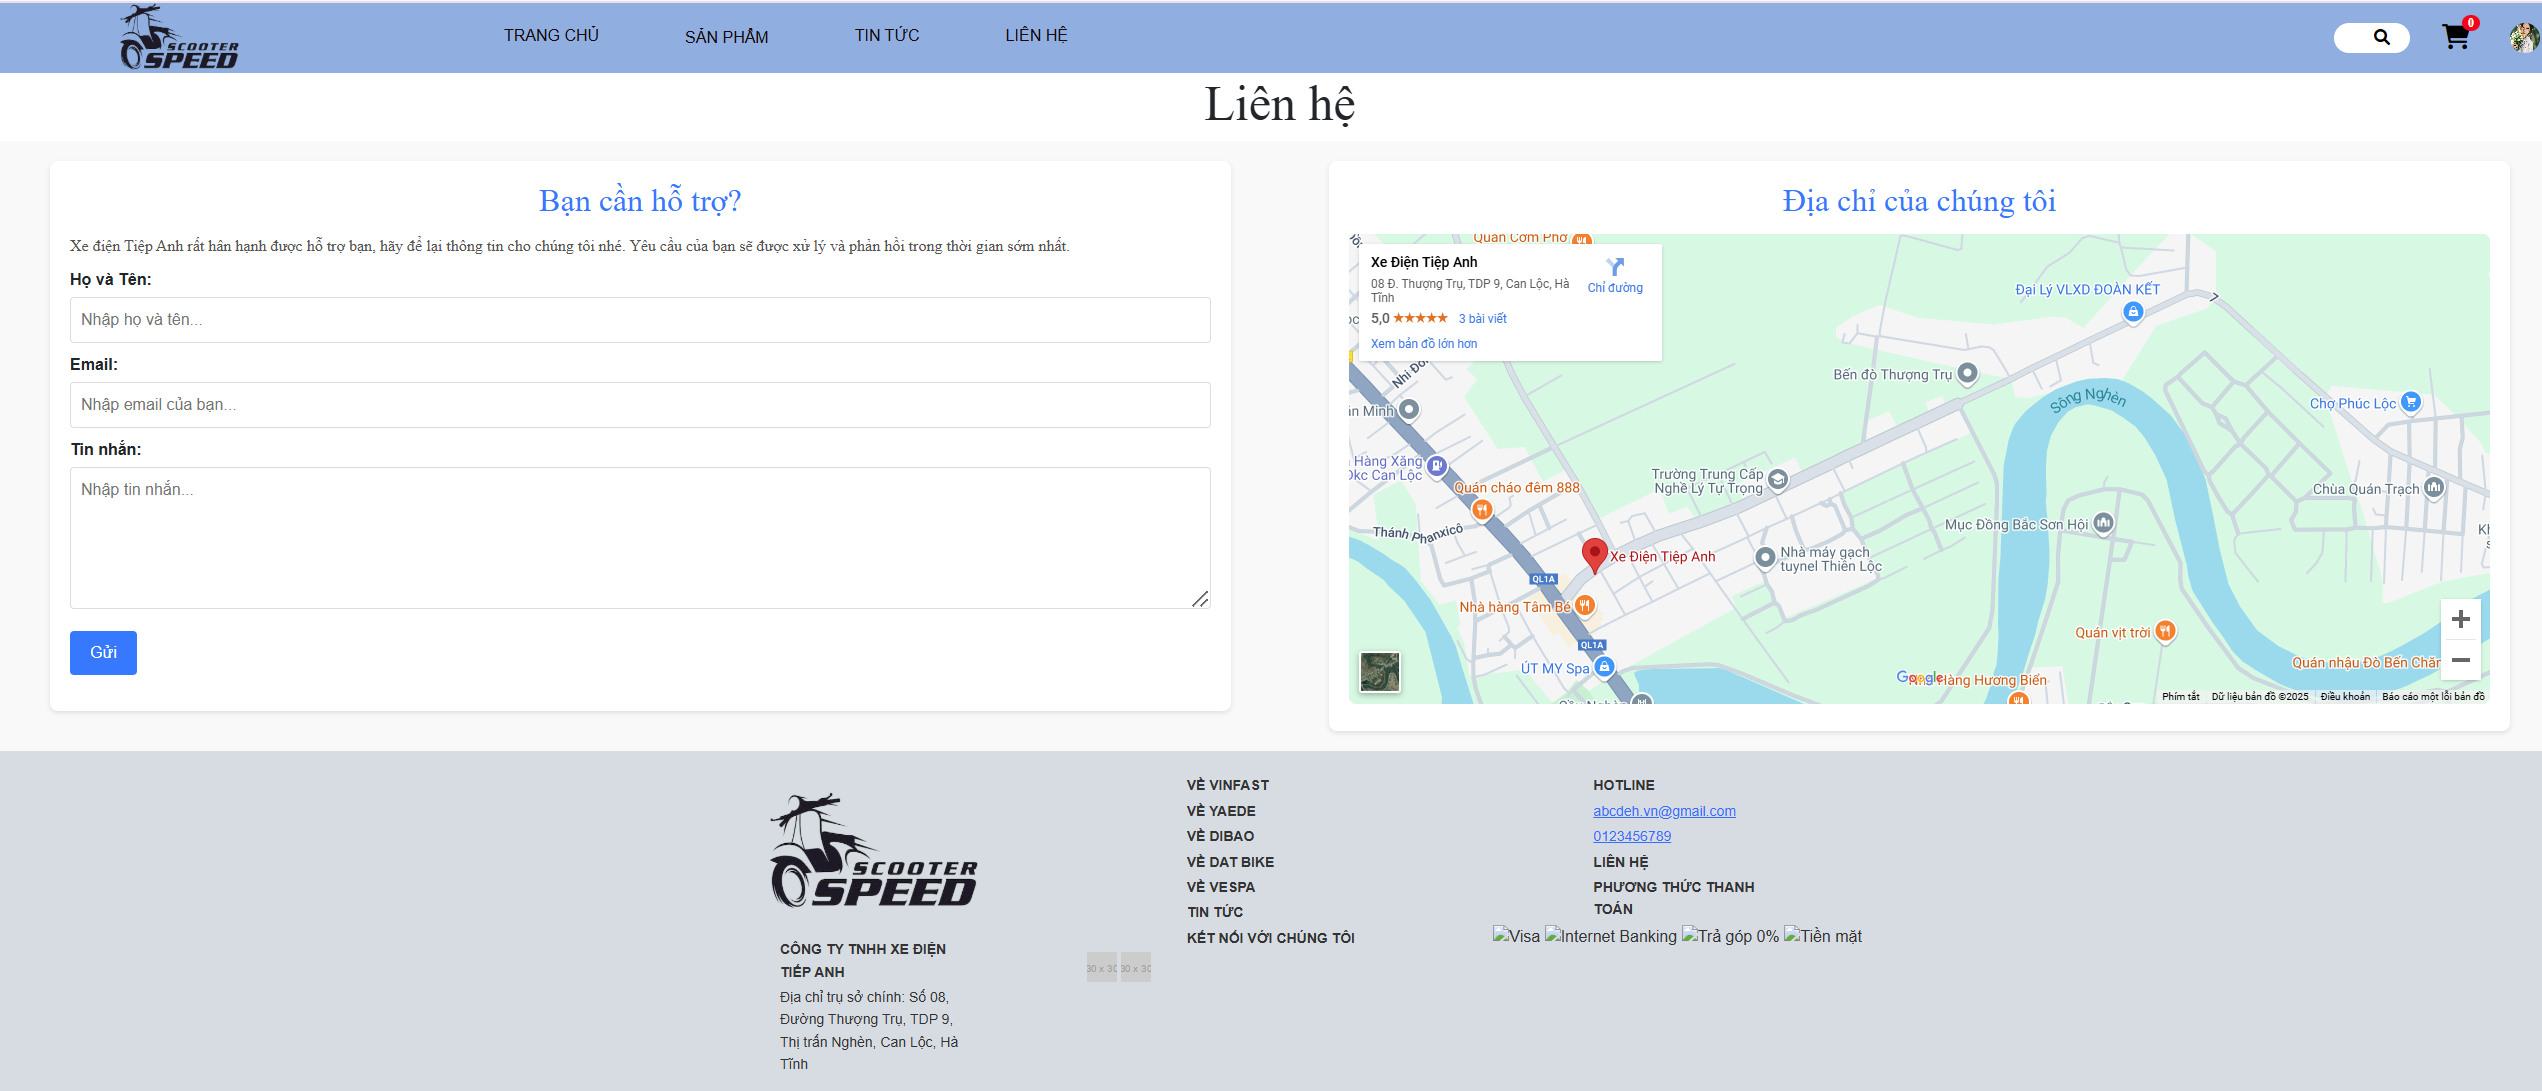 SCOOTER
SPEED
TRANG CHỦ
SẢN PHẨM
TIN TỨC
LIÊN HỆ
0
Liên hệ
Bạn cần hỗ trợ?
Xe điện Tiệp Anh rất hân hạnh được hỗ trợ bạn, hãy để lại thông tin cho chúng tôi nhé. Yêu cầu của bạn sẽ được xử lý và phản hồi trong thời gian sớm nhất.
Họ và Tên:
Nhập họ và tên...
Email:
Nhập email của bạn...
Tin nhắn:
Nhập tin nhắn...
Gửi
Địa chỉ của chúng tôi
Quán Cơm Phở
Xe Điện Tiệp Anh
08 Đ. Thượng Trụ, TDP 9, Can Lộc, Hà
Tĩnh
Chỉ đường
5,0
3 bài viết
Xem bản đồ lớn hơn
Đại Lý VLXD ĐOÀN KẾT
Bến đò Thượng Trụ
Sông Nghèn
Chợ Phúc Lộc
Minh
Hàng Xăng
Can Lộc
Quán cháo đêm 888
Trường Trung Cấp
Nghề Lý Tự Trọng
Chùa Quán Trạch
Mục Đồng Bắc Sơn Hội
Thánh Phanxicô
Xe Điện Tiệp Anh
Nhà máy gạch
tuynel Thiên Lộc
QL1A
Nhà hàng Tâm Bé
QL1A
ÚT MY Spa
Quán vịt trời
Quán nhậu Đò Bến
Google
Hàng Hương Biển
Phím tắt
Dữ liệu bản đồ ©2025
Điều khoản
Báo cáo một lỗi bản đồ
SCOOTER
SPEED
CÔNG TY TNHH XE ĐIỆN
TIẾP ANH
Địa chỉ trụ sở chính: Số 08,
Đường Thượng Trụ, TDP 9,
Thị trấn Nghèn, Can Lộc, Hà
Tĩnh
VỀ VINFAST
VỀ YAEDE
VỀ DIBAO
VỀ DAT BIKE
VỀ VESPA
TIN TỨC
KẾT NỐI VỚI CHÚNG TÔI
30 x 30
30 x 30
HOTLINE
abcdeh.vn@gmail.com
0123456789
LIÊN HỆ
PHƯƠNG THỨC THANH
TOÁN
Visa Internet Banking Trả góp 0% Tiền mặt